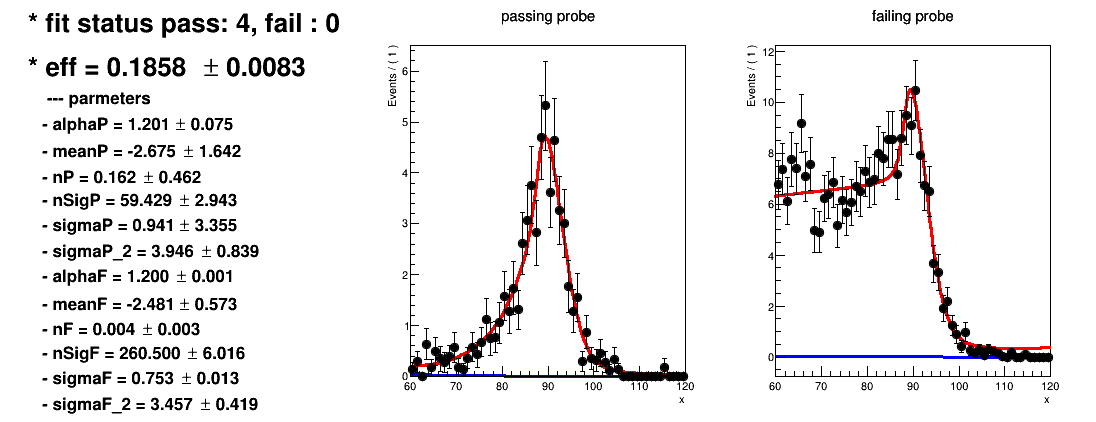 * fit status pass: 4, fail : 0
* eff = 0.1858 ± 0.0083
--- parmeters
- alphaP = 1.201 ± 0.075
- meanP = -2.675 ± 1.642
- nP = 0.162 ± 0.462
- nSigP = 59.429 ± 2.943
- sigmaP = 0.941 ± 3.355
- sigmaP_2 = 3.946 ± 0.839
- alphaF = 1.200 ± 0.001
- meanF = -2.481 ± 0.573
- nF = 0.004 ± 0.003
- nSigF = 260.500 ± 6.016
- sigmaF = 0.753 ± 0.013
- sigmaF_2 = 3.457 ± 0.419
passing probe
Events / ( 1 )
6
5
4
3
2
1
0
60 70 80 90 100 110 120
x
failing probe
Events / ( 1 )
12
10
8
6
4
2
0
60 70 80 90 100 110 120
x